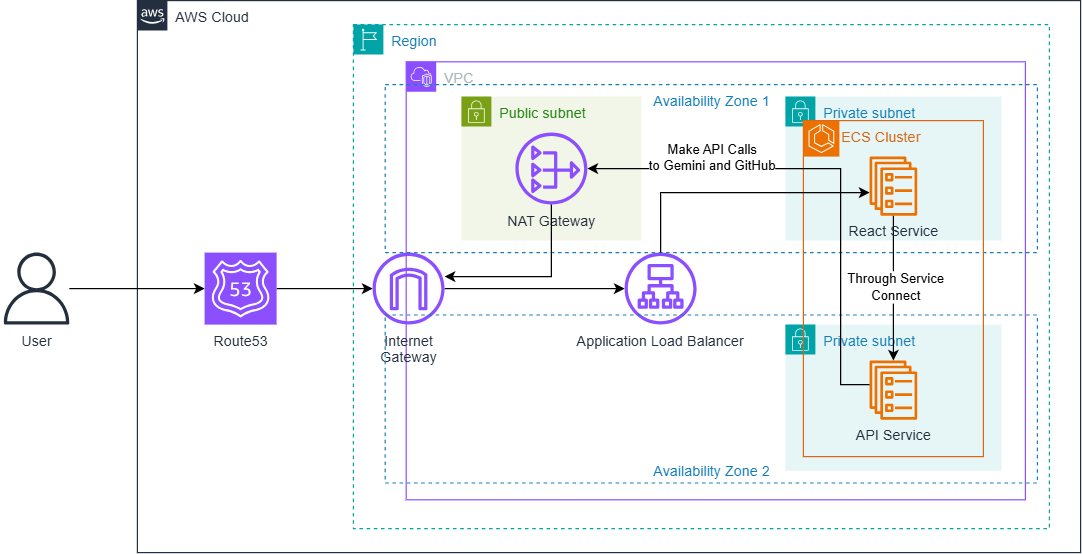 aws
AWS Cloud
Region
VPC
Availability Zone 1
Public subnet
Private subnet
ECS Cluster
Make API Calls
to Gemini and GitHub
NAT Gateway
React Service
Through Service
Connect
53
User
Route53
Internet
Gateway
Application Load Balancer
Private subnet
API Service
Availability Zone 2